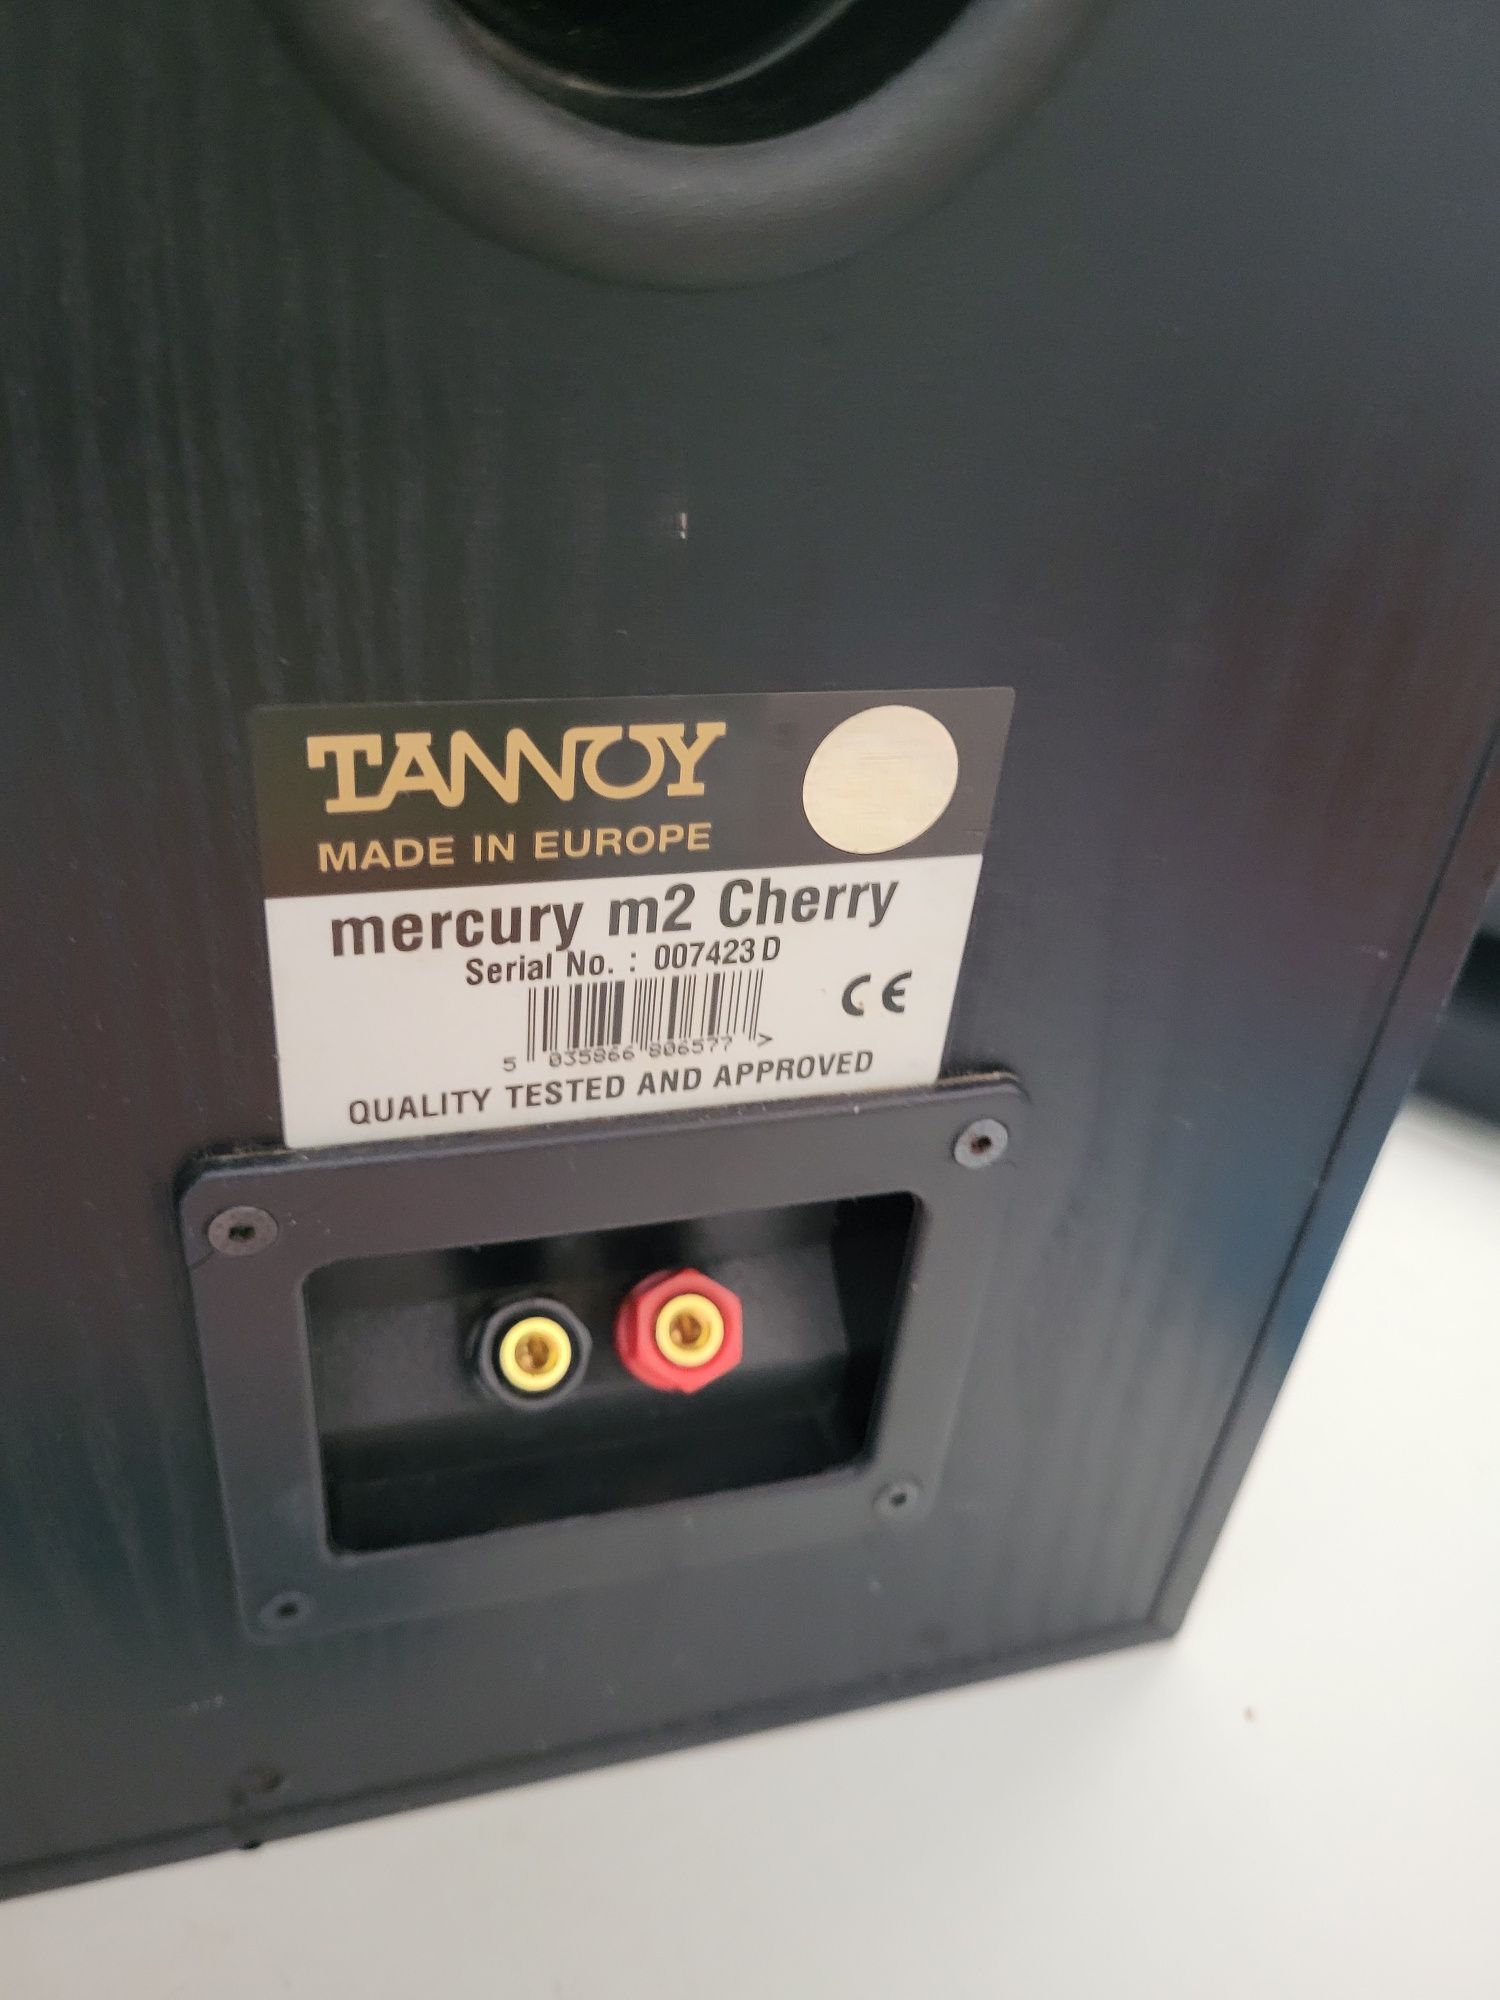 TANNOY
MADE IN EUROPE
mercury m2 Cherry
Serial No. : 007423 D
CE
5 035866 806577 >
QUALITY TESTED AND APPROVED